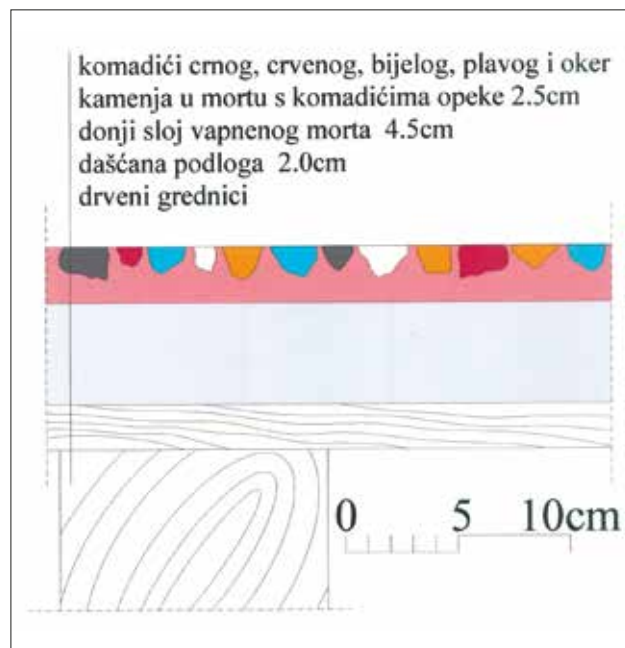 komadići crnog, crvenog, bijelog, plavog i oker
kamenja u mortu s komadićima opeke 2.5cm
donji sloj vapnenog morta 4.5cm
dašćana podloga 2.0cm
drveni grednici
0 5 10cm